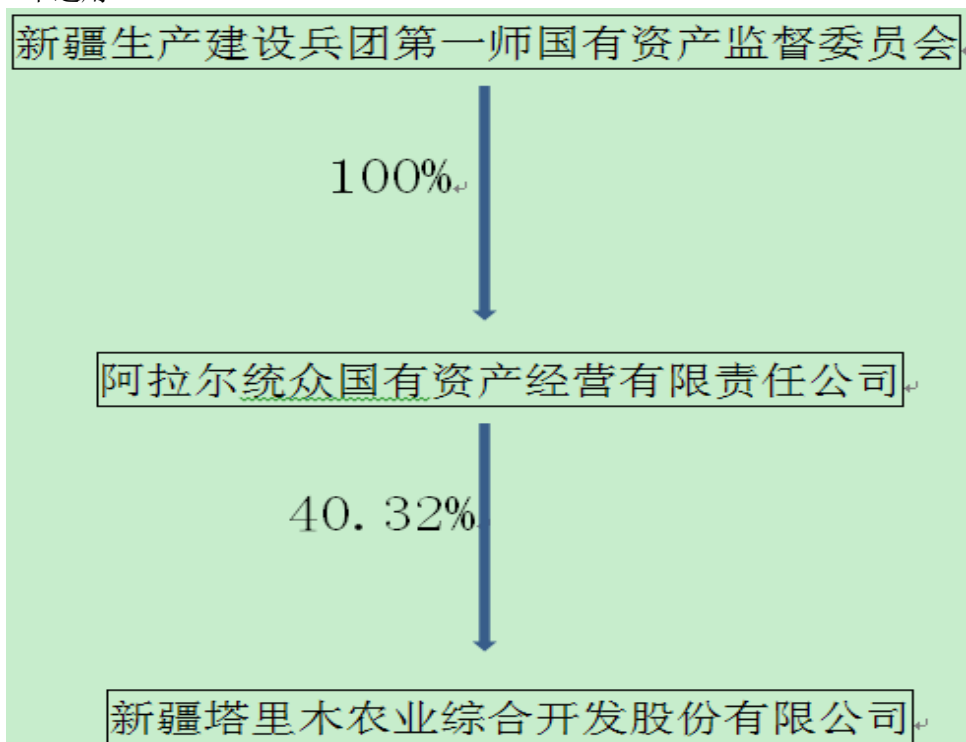 新疆生产建设兵团第一师国有资产监督委员会
100%
阿拉尔统众国有资产经营有限责任公司
40.32%
新疆塔里木农业综合开发股份有限公司